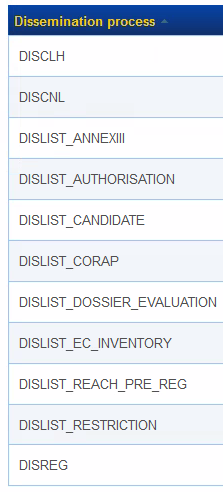 Dissemination process
DISCLH
DISCNL
DISLIST_ANNEXIII
DISLIST_AUTHORISATION
DISLIST_CANDIDATE
DISLIST_CORAP
DISLIST_DOSSIER_EVALUATION
DISLIST_EC_INVENTORY
DISLIST_REACH_PRE_REG
DISLIST_RESTRICTION
DISREG